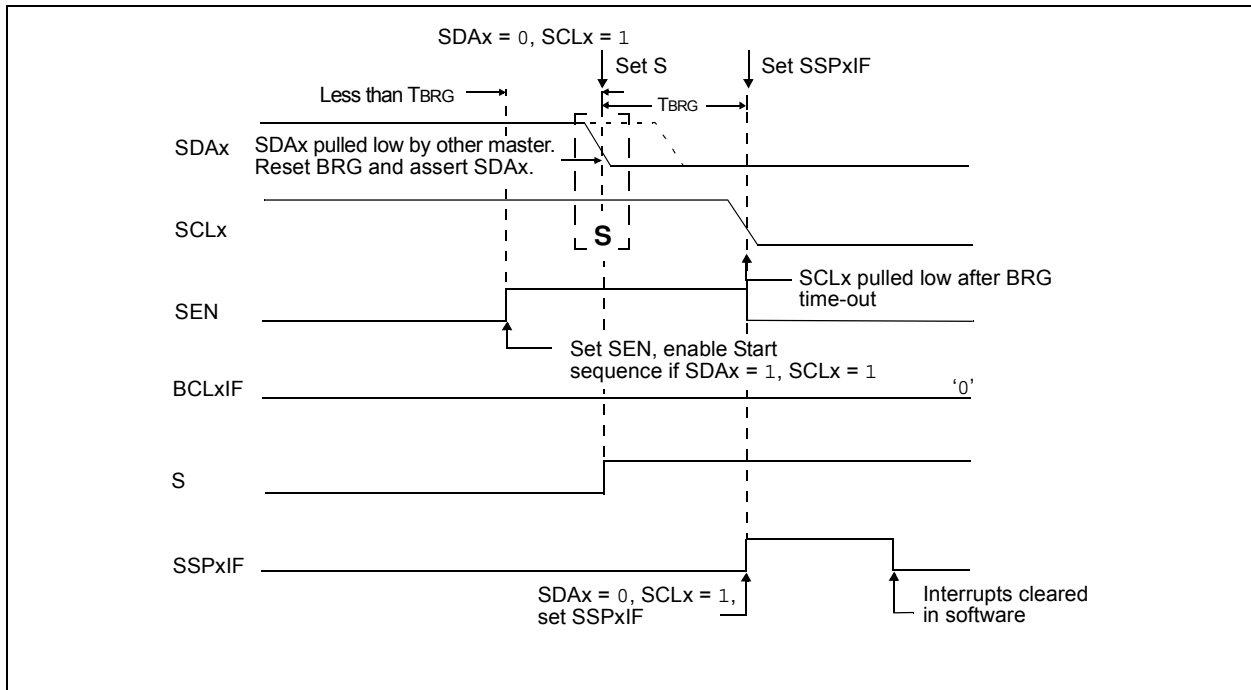 SDAx = 0, SCLx = 1
Set S
Set SSPxIF
Less than TBRG
TBRG
SDAx
SDAx pulled low by other master.
Reset BRG and assert SDAx.
SCLx
S
SCLx pulled low after BRG
time-out
SEN
Set SEN, enable Start
sequence if SDAx = 1, SCLx = 1
BCLxIF
‘0’
S
SSPxIF
SDAx = 0, SCLx = 1,
set SSPxIF
Interrupts cleared
in software